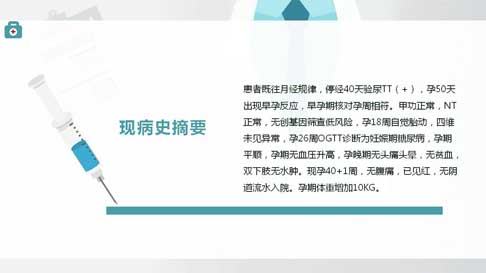 现病史摘要
患者既往月经规律，停经40天验尿TT（+），孕50天
出现早孕反应，早孕期核对孕周相符。甲功正常，NT
正常，无创基因筛查低风险，孕18周自觉胎动，四维
未见异常，孕26周OGTT诊断为妊娠期糖尿病，孕期
平顺，孕期无血压升高，孕晚期无头痛头晕，无贫血，
双下肢无水肿。现孕40+1周，无腹痛，已见红，无阴
道流水入院。孕期体重增加10KG。